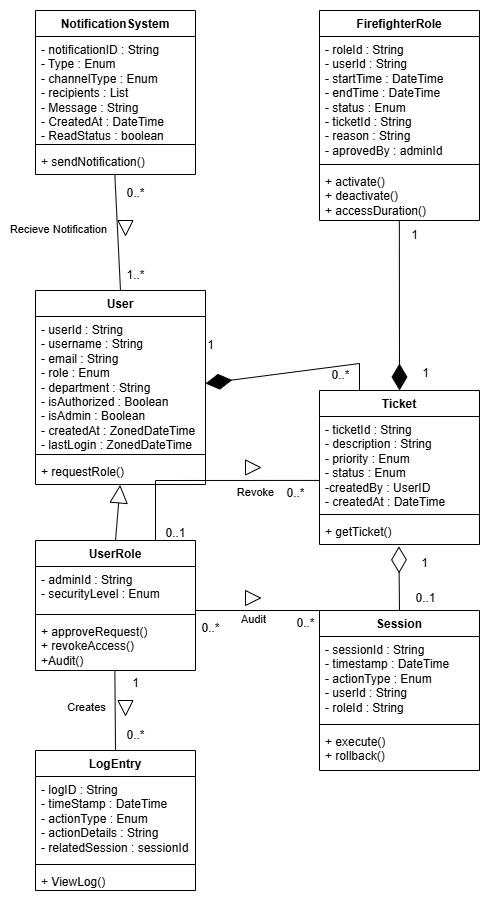 NotificationSystem
- notificationID : String
- Type : Enum
- channelType : Enum
- recipients : List
- Message : String
- CreatedAt : DateTime
- ReadStatus : boolean
+ sendNotification()
FirefighterRole
- roleId : String
- userId : String
- startTime : DateTime
- endTime : DateTime
- status : Enum
- ticketId : String
- reason : String
- aprovedBy : adminId
+ activate()
+ deactivate()
+ accessDuration()
0..*
Recieve Notification
1..*
1
1
User
- userId : String
- username : String
- email : String
- role : Enum
- department : String
- isAuthorized : Boolean
- isAdmin : Boolean
- createdAt : ZonedDateTime
- lastLogin : ZonedDateTime
+ requestRole()
1
0..*
Ticket
- ticketId : String
- description : String
- priority : Enum
- status : Enum
-createdBy : UserID
- createdAt : DateTime
+ getTicket()
Revoke
0..*
0..1
1
0..1
UserRole
- adminId : String
- securityLevel : Enum
+ approveRequest()
+ revokeAccess()
+Audit()
0..*
Audit
0..*
Session
- sessionId : String
- timestamp : DateTime
- actionType : Enum
- userId : String
- roleId : String
+ execute()
+ rollback()
1
Creates
0..*
LogEntry
- logID : String
- timeStamp : DateTime
- actionType : Enum
- actionDetails : String
- relatedSession : sessionId
+ ViewLog()